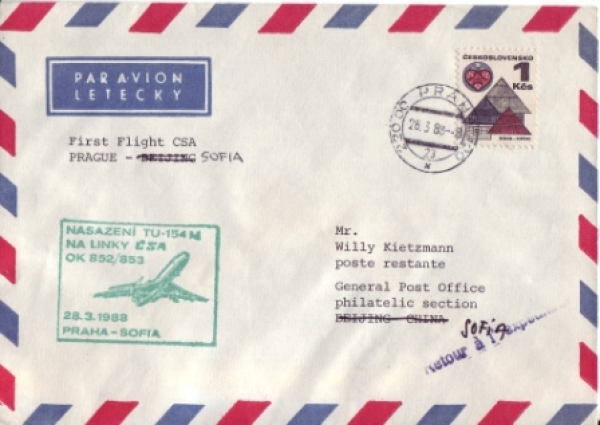 PAR AVION
LETECKY
ČESKOSLOVENSKO
1
Kčs
PRAHA
28.3.88-8
First Flight CSA
PRAGUE - BEIJING SOFIA
NASAZENÍ TU-154 M
NA LINKY ČSA
OK 852/853
28.3.1988
PRAHA-SOFIA
Mr.
Willy Kietzmann
poste restante
General Post Office
philatelic section
BEIJING CHINA
SOFIA
Retour à l'